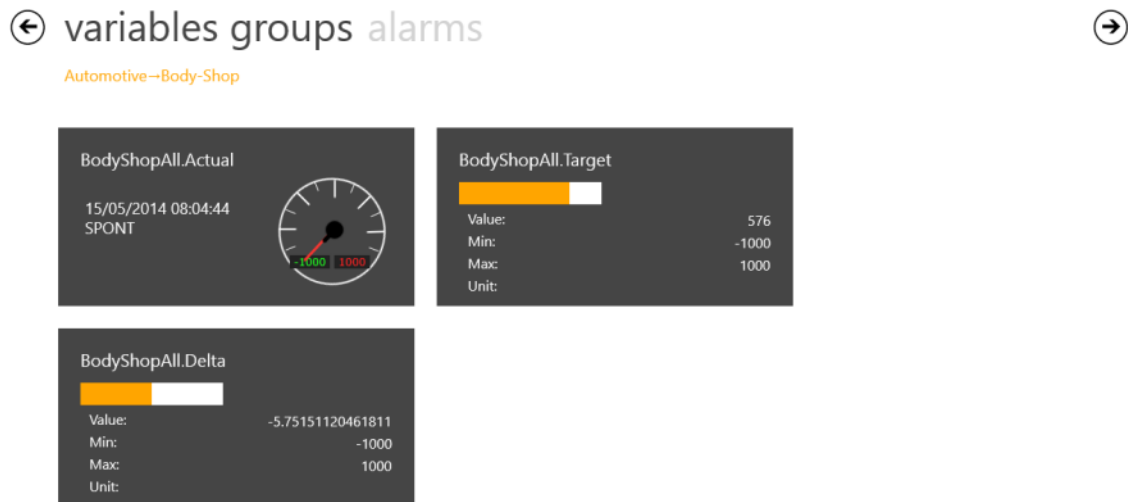 variables groups alarms
Automotive→Body-Shop
BodyShopAll.Actual
15/05/2014 08:04:44
SPONT
-1000 1000
BodyShopAll.Target
Value: 576
Min: -1000
Max: 1000
Unit:
BodyShopAll.Delta
Value: -5.75151120461811
Min: -1000
Max: 1000
Unit: